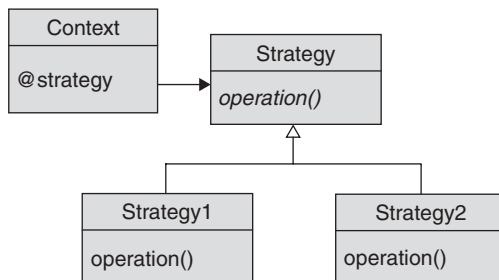 Context
@strategy
Strategy
operation()
Strategy1
operation()
Strategy2
operation()